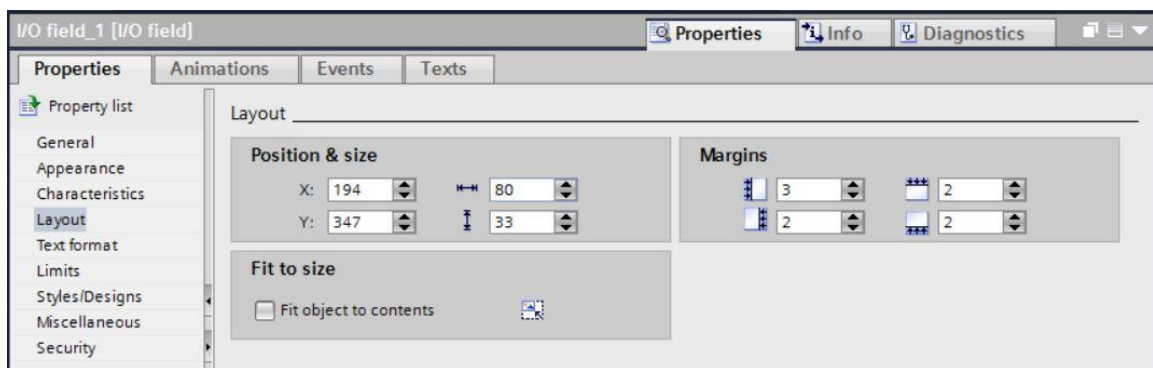 I/O field_1 [I/O field]
Properties Info Diagnostics
Properties Animations Events Texts
Property list
General
Appearance
Characteristics
Layout
Text format
Limits
Styles/Designs
Miscellaneous
Security
Layout
Position & size
X: 194 80
Y: 347 33
Margins
3 2
2 2
Fit to size
Fit object to contents